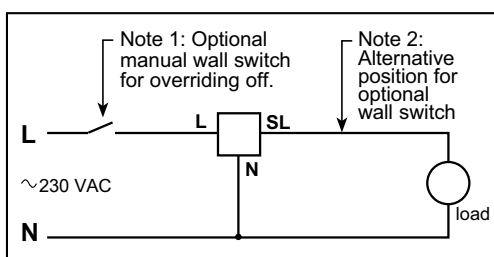 Note 1: Optional
manual wall switch
for overriding off.
Note 2:
Alternative
position for
optional
wall switch
L
L
SL
N
~230 VAC
load
N